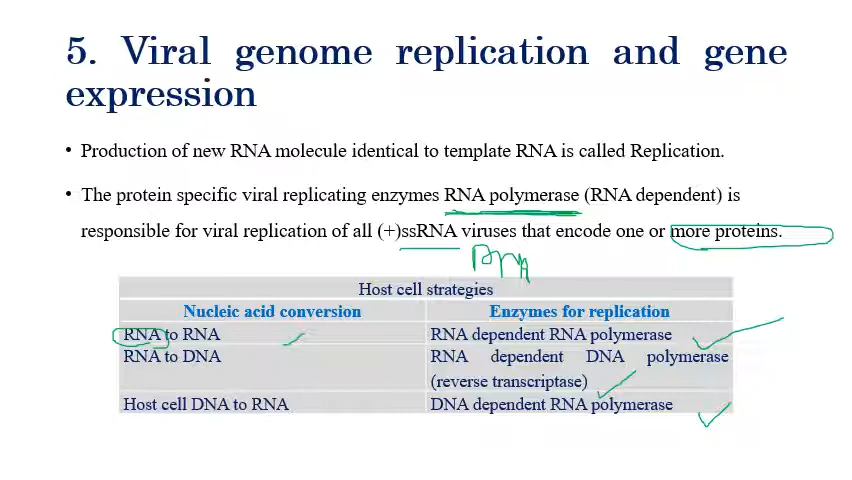 5. Viral genome replication and gene
expression
• Production of new RNA molecule identical to template RNA is called Replication.
• The protein specific viral replicating enzymes RNA polymerase (RNA dependent) is
responsible for viral replication of all (+)ssRNA viruses that encode one or more proteins.
Host cell strategies
Nucleic acid conversion Enzymes for replication
RNA to RNA RNA dependent RNA polymerase
RNA to DNA RNA dependent DNA polymerase
(reverse transcriptase)
Host cell DNA to RNA DNA dependent RNA polymerase